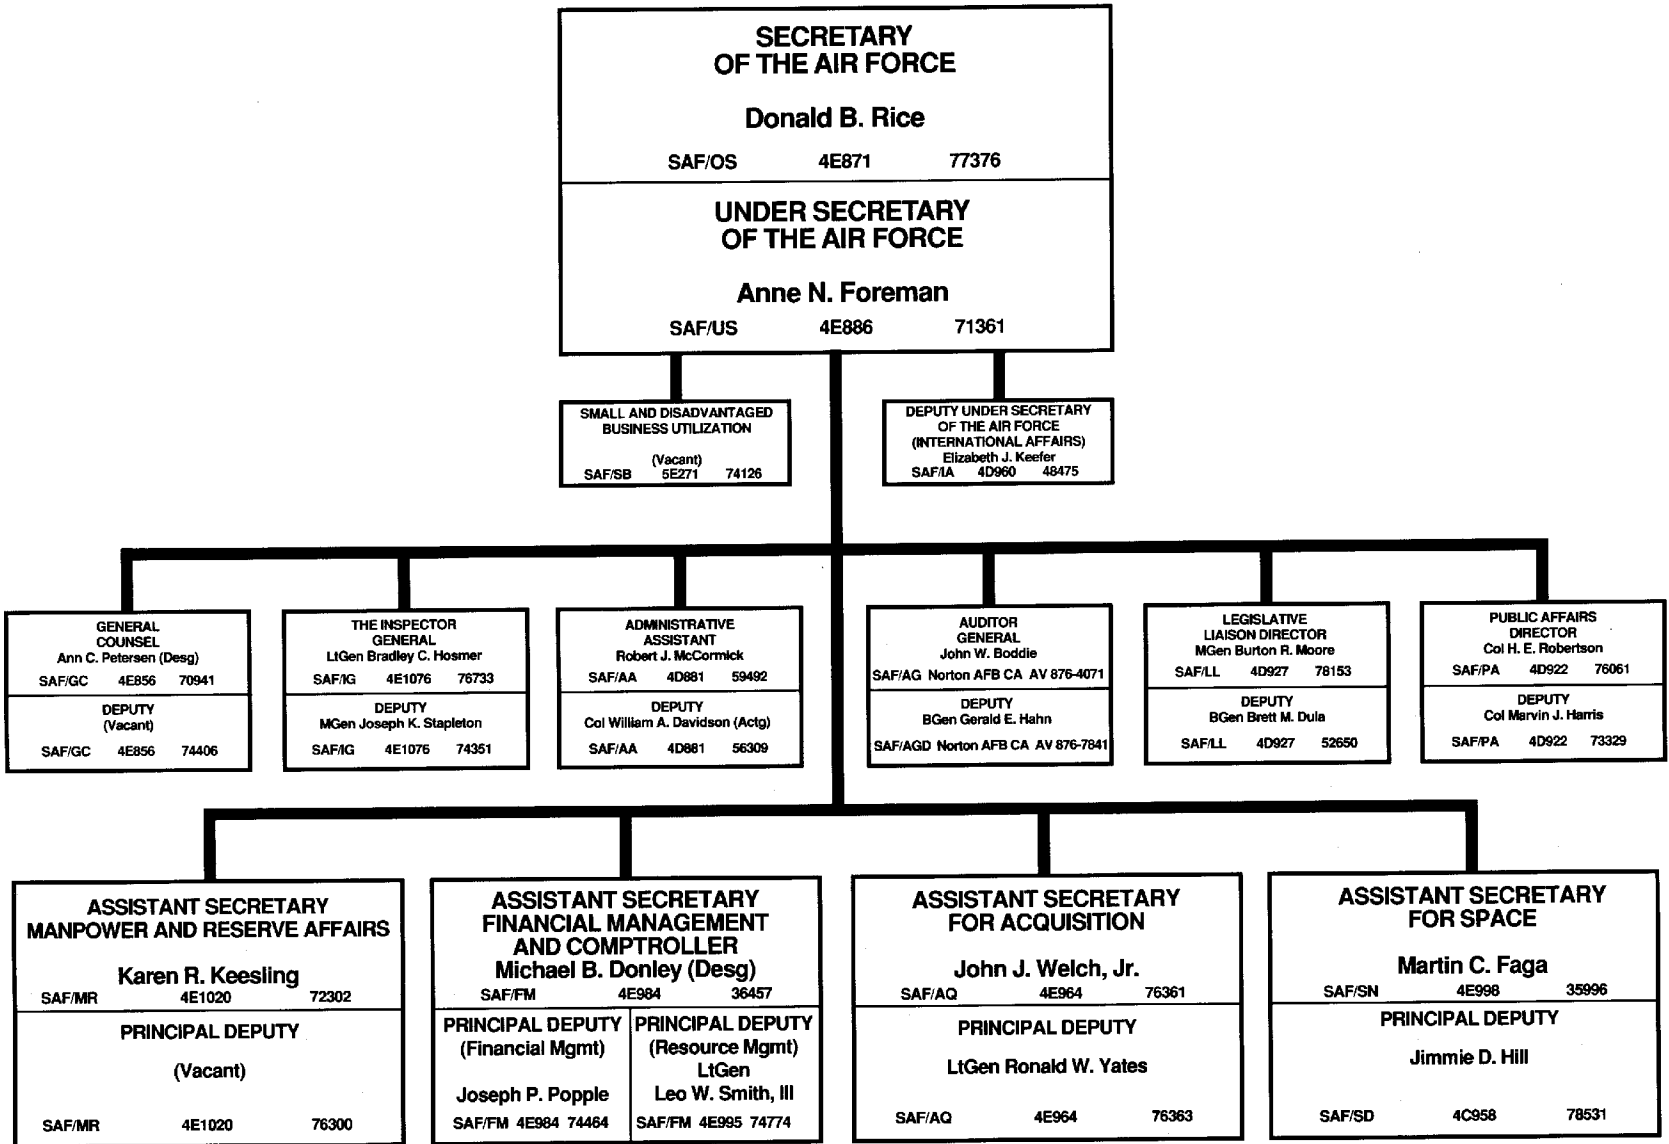 SECRETARY
OF THE AIR FORCE
Donald B. Rice
SAF/OS 4E871 77376
UNDER SECRETARY
OF THE AIR FORCE
Anne N. Foreman
SAF/US 4E886 71361
SMALL AND DISADVANTAGED
BUSINESS UTILIZATION
(Vacant)
SAF/SB 5E271 74126
DEPUTY UNDER SECRETARY
OF THE AIR FORCE
(INTERNATIONAL AFFAIRS)
Elizabeth J. Keefer
SAF/IA 4D960 48475
GENERAL
COUNSEL
Ann C. Petersen (Desg)
SAF/GC 4E856 70941
DEPUTY
(Vacant)
SAF/GC 4E856 74406
THE INSPECTOR
GENERAL
LtGen Bradley C. Hosmer
SAF/IG 4E1076 76733
DEPUTY
MGen Joseph K. Stapleton
SAF/IG 4E1076 74351
ADMINISTRATIVE
ASSISTANT
Robert J. McCormick
SAF/AA 4D881 59492
DEPUTY
Col William A. Davidson (Actg)
SAF/AA 4D881 56309
AUDITOR
GENERAL
John W. Boddie
SAF/AG Norton AFB CA AV 876-4071
DEPUTY
BGen Gerald E. Hahn
SAF/AGD Norton AFB CA AV 876-7841
LEGISLATIVE
LIAISON DIRECTOR
MGen Burton R. Moore
SAF/LL 4D927 78153
DEPUTY
BGen Brett M. Dula
SAF/LL 4D927 52650
PUBLIC AFFAIRS
DIRECTOR
Col H. E. Robertson
SAF/PA 4D922 76061
DEPUTY
Col Marvin J. Harris
SAF/PA 4D922 73329
ASSISTANT SECRETARY
MANPOWER AND RESERVE AFFAIRS
Karen R. Keesling
SAF/MR 4E1020 72302
PRINCIPAL DEPUTY
(Vacant)
SAF/MR 4E1020 76300
ASSISTANT SECRETARY
FINANCIAL MANAGEMENT
AND COMPTROLLER
Michael B. Donley (Desg)
SAF/FM 4E984 36457
PRINCIPAL DEPUTY
(Financial Mgmt)
Joseph P. Popple
SAF/FM 4E984 74464
PRINCIPAL DEPUTY
(Resource Mgmt)
LtGen
Leo W. Smith, III
SAF/FM 4E995 74774
ASSISTANT SECRETARY
FOR ACQUISITION
John J. Welch, Jr.
SAF/AQ 4E964 76361
PRINCIPAL DEPUTY
LtGen Ronald W. Yates
SAF/AQ 4E964 76363
ASSISTANT SECRETARY
FOR SPACE
Martin C. Faga
SAF/SN 4E998 35996
PRINCIPAL DEPUTY
Jimmie D. Hill
SAF/SD 4C958 78531